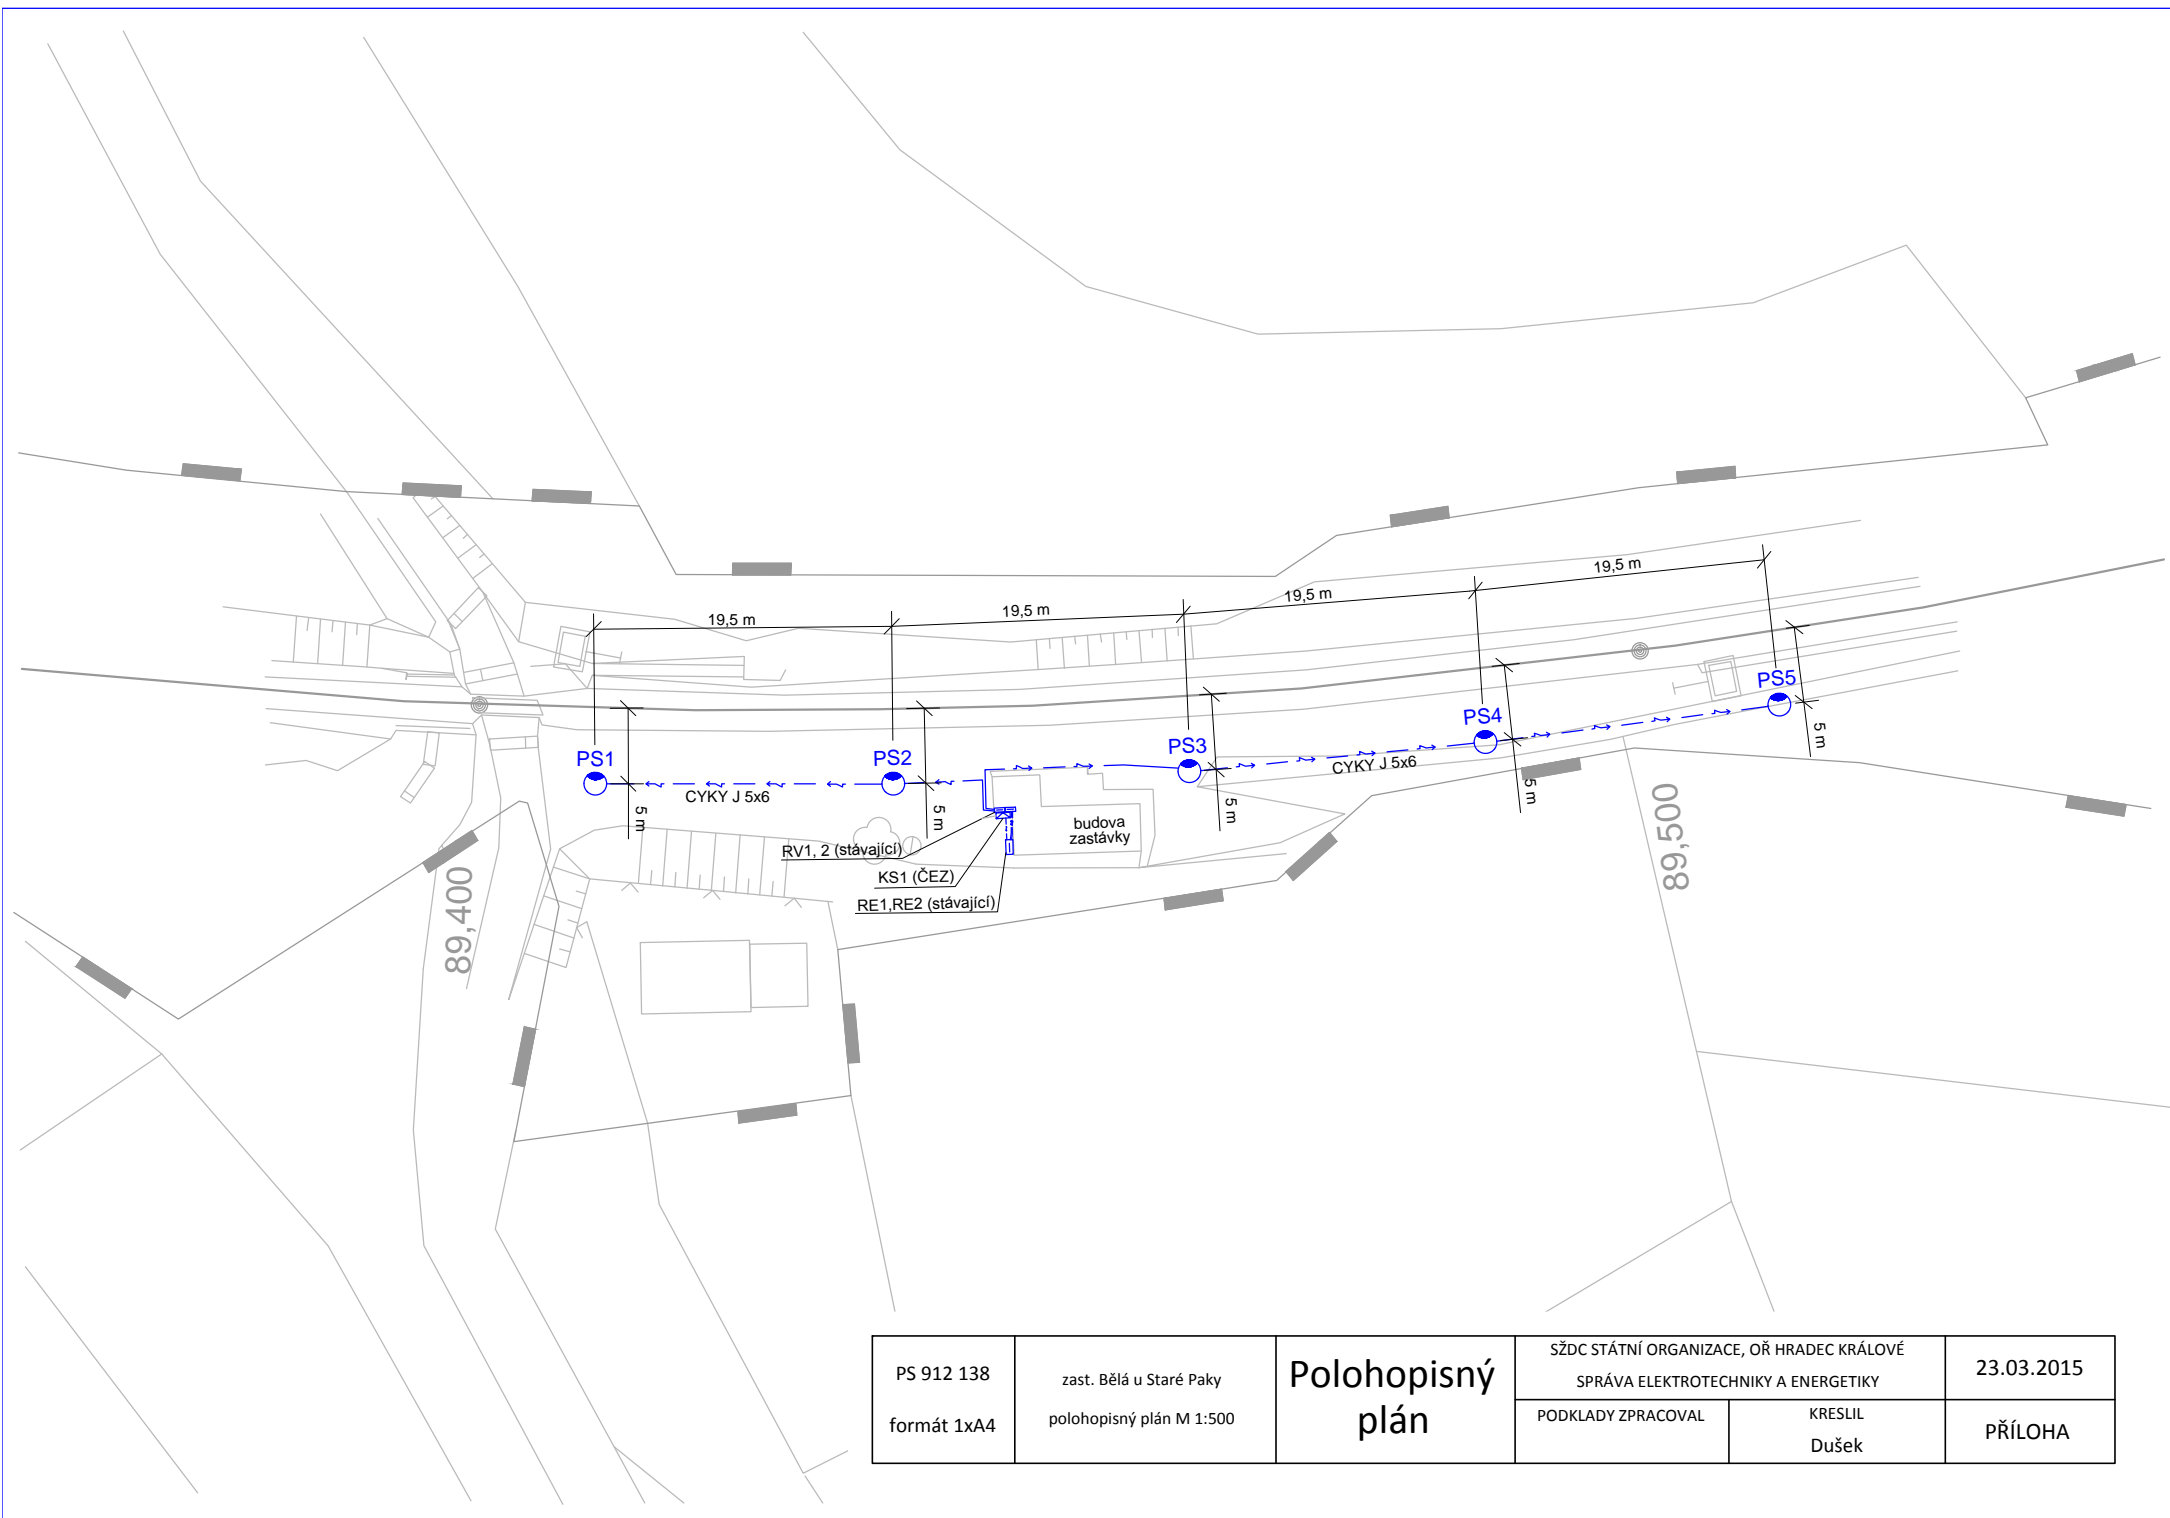 19,5 m
19,5 m
19,5 m
19,5 m
PS1
PS2
PS3
PS4
PS5
CYKY J 5x6
CYKY J 5x6
5 m
5 m
5 m
5 m
5 m
budova
zastávky
RV1, 2 (stávající)
KS1 (ČEZ)
RE1,RE2 (stávající)
89,400
89,500
PS 912 138
formát 1xA4
zast. Bělá u Staré Paky
polohopisný plán M 1:500
Polohopisný
plán
SŽDC STÁTNÍ ORGANIZACE, OŘ HRADEC KRÁLOVÉ
SPRÁVA ELEKTROTECHNIKY A ENERGETIKY
PODKLADY ZPRACOVAL
KRESLIL
Dušek
23.03.2015
PŘÍLOHA